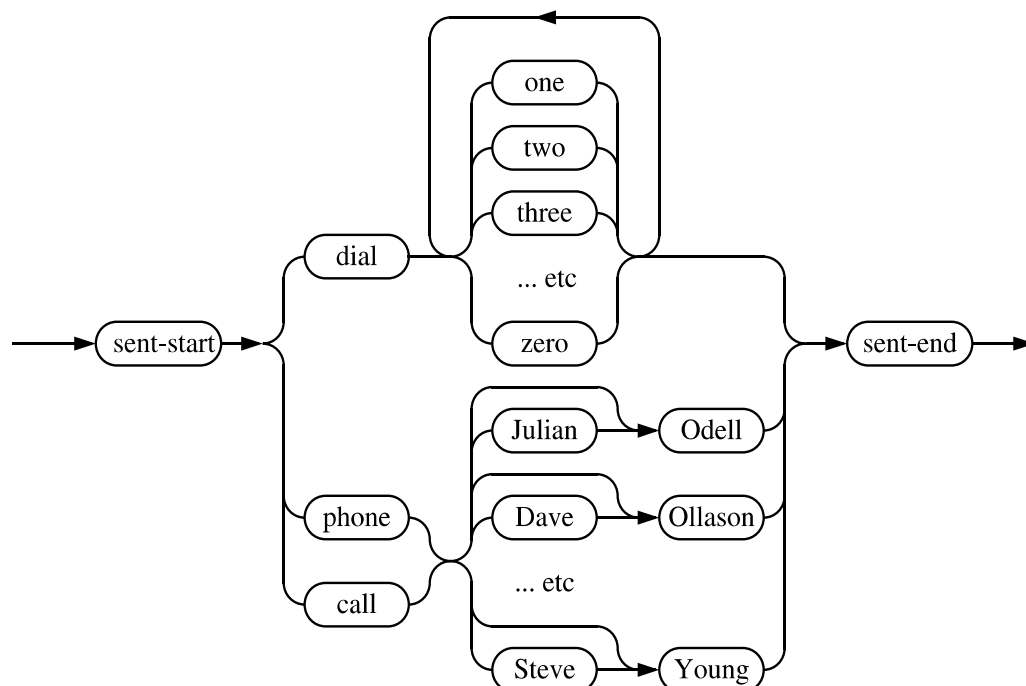 one
two
three
dial
... etc
sent-start
zero
sent-end
Julian Odell
phone
Dave Ollason
... etc
call
Steve Young